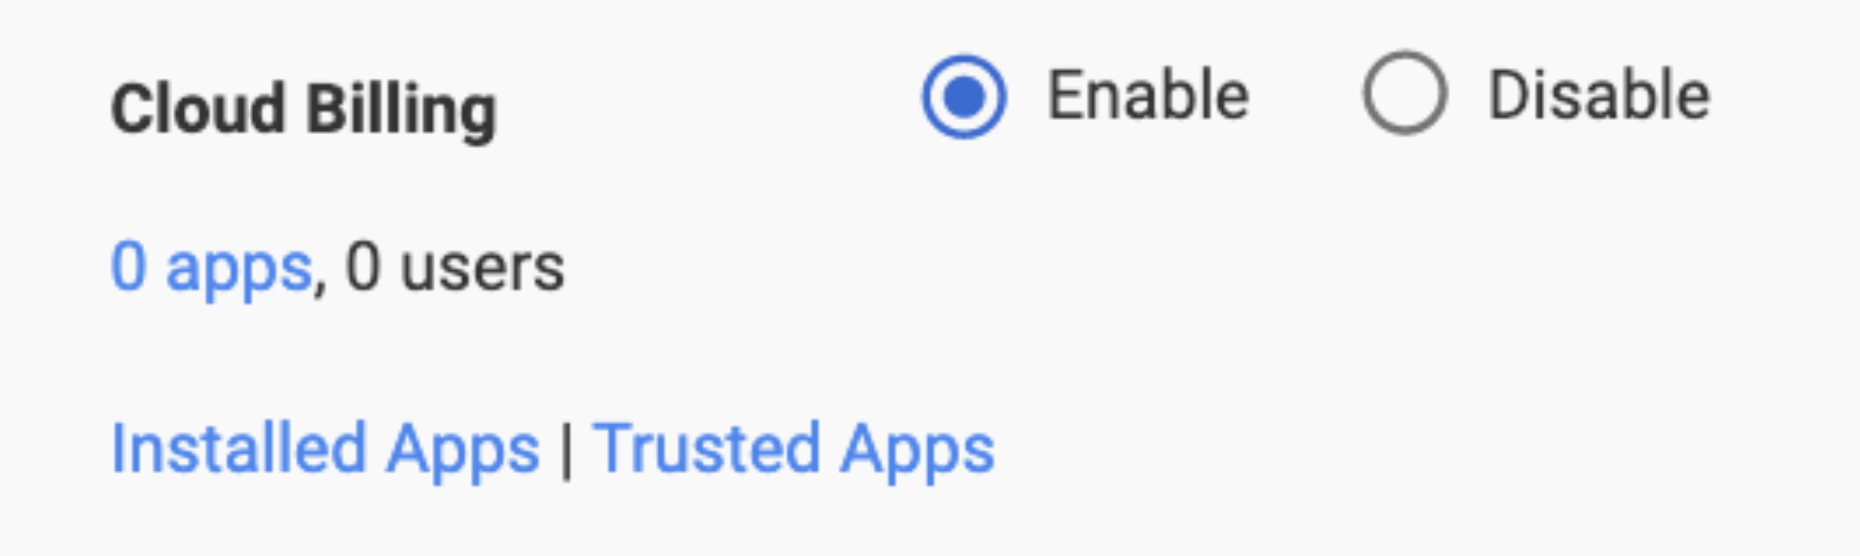 Cloud Billing Enable Disable
0 apps, 0 users
Installed Apps | Trusted Apps